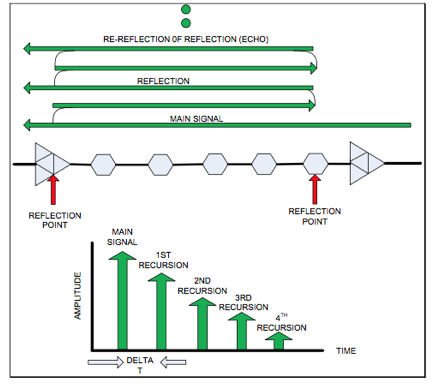 RE-REFLECTION 0F REFLECTION (ECHO)
REFLECTION
MAIN SIGNAL
REFLECTION
POINT
REFLECTION
POINT
MAIN
SIGNAL
1ST
RECURSION
2ND
RECURSION
3RD
RECURSION
4TH
RECURSION
AMPLITUDE
TIME
DELTA
T